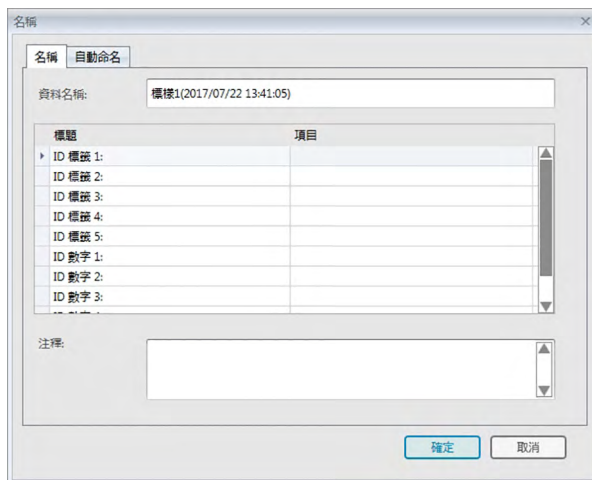 名稱
名稱 自動命名
資料名稱: 標樣1(2017/07/22 13:41:05)
標題 項目
ID 標籤 1:
ID 標籤 2:
ID 標籤 3:
ID 標籤 4:
ID 標籤 5:
ID 數字 1:
ID 數字 2:
ID 數字 3:
注釋:
確定 取消